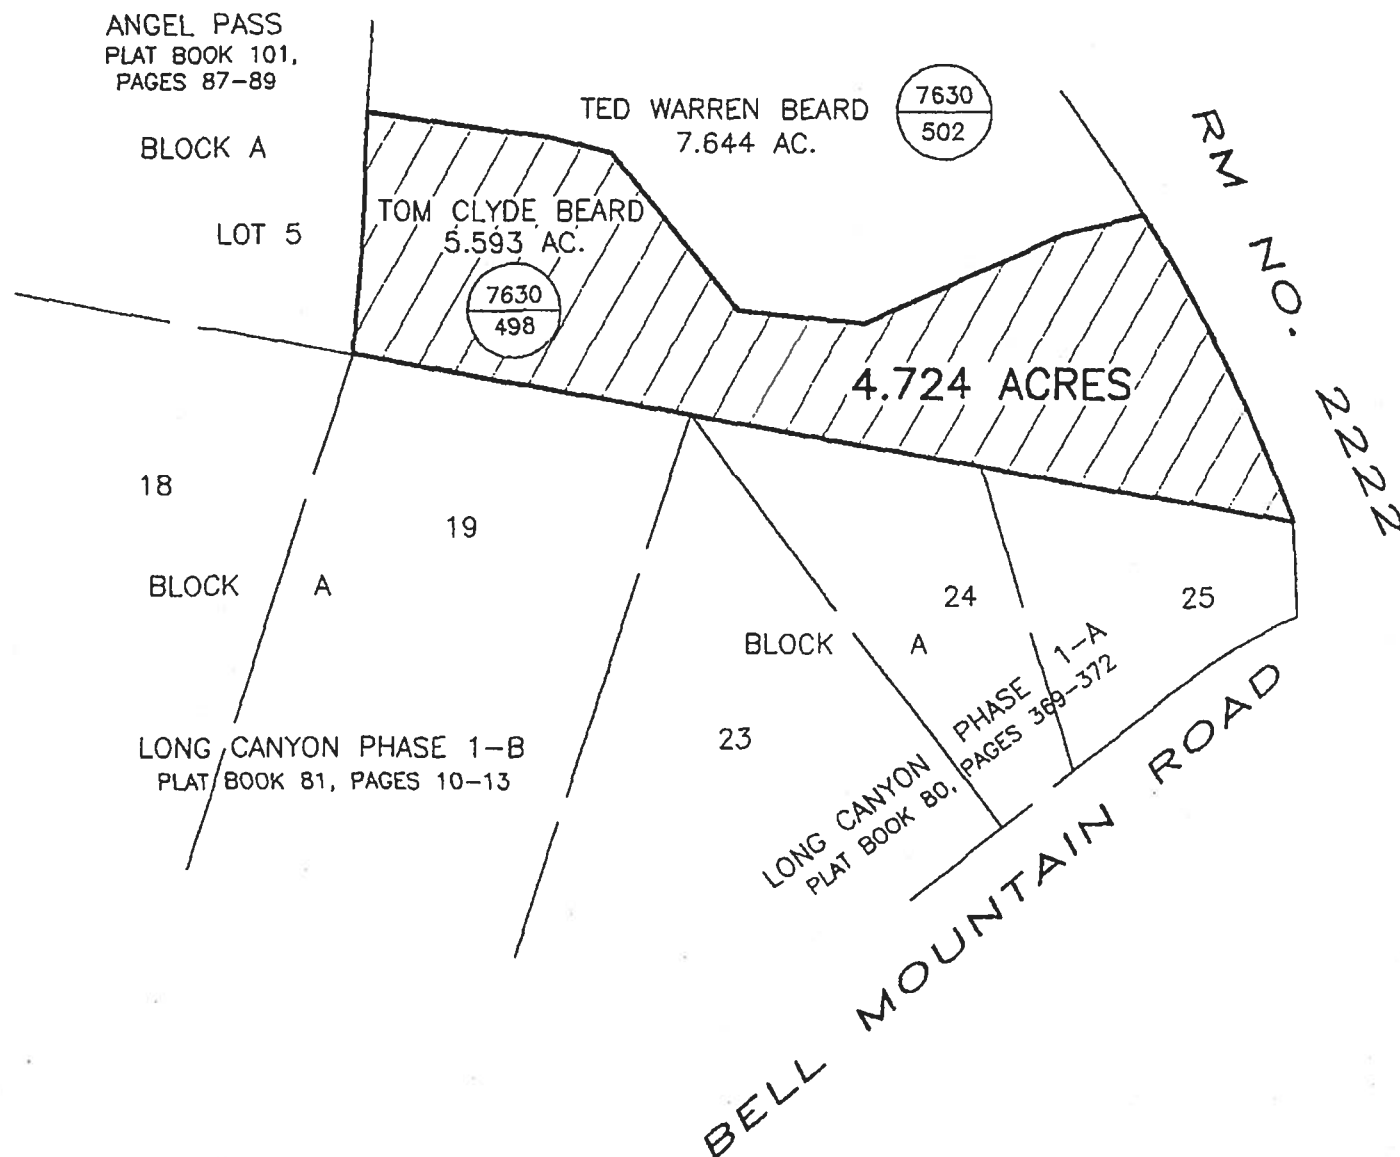 ANGEL PASS
PLAT BOOK 101,
PAGES 87-89
BLOCK A
LOT 5
TED WARREN BEARD
7.644 AC.
7630
502
RM NO. 2222
TOM CLYDE BEARD
5.593 AC.
7630
498
4.724 ACRES
18
19
BLOCK A
LONG CANYON PHASE 1-B
PLAT BOOK 81, PAGES 10-13
23
BLOCK A
24
25
LONG CANYON PHASE 1-A
PLAT BOOK 80, PAGES 369-372
BELL MOUNTAIN ROAD